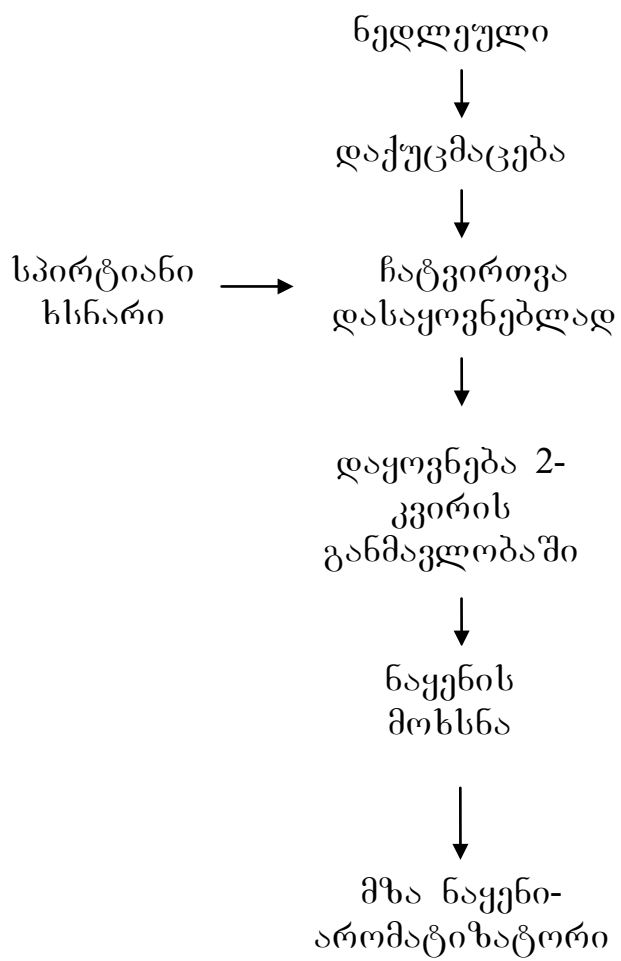 ნედლეული
დაქუცმაცება
სპირტიანი
ხსნარი
ჩატვირთვა
დასაყოვნებლად
დაყოვნება 2-
კვირის
განმავლობაში
ნაყენის
მოხსნა
მზა ნაყენი-
არომატიზატორი